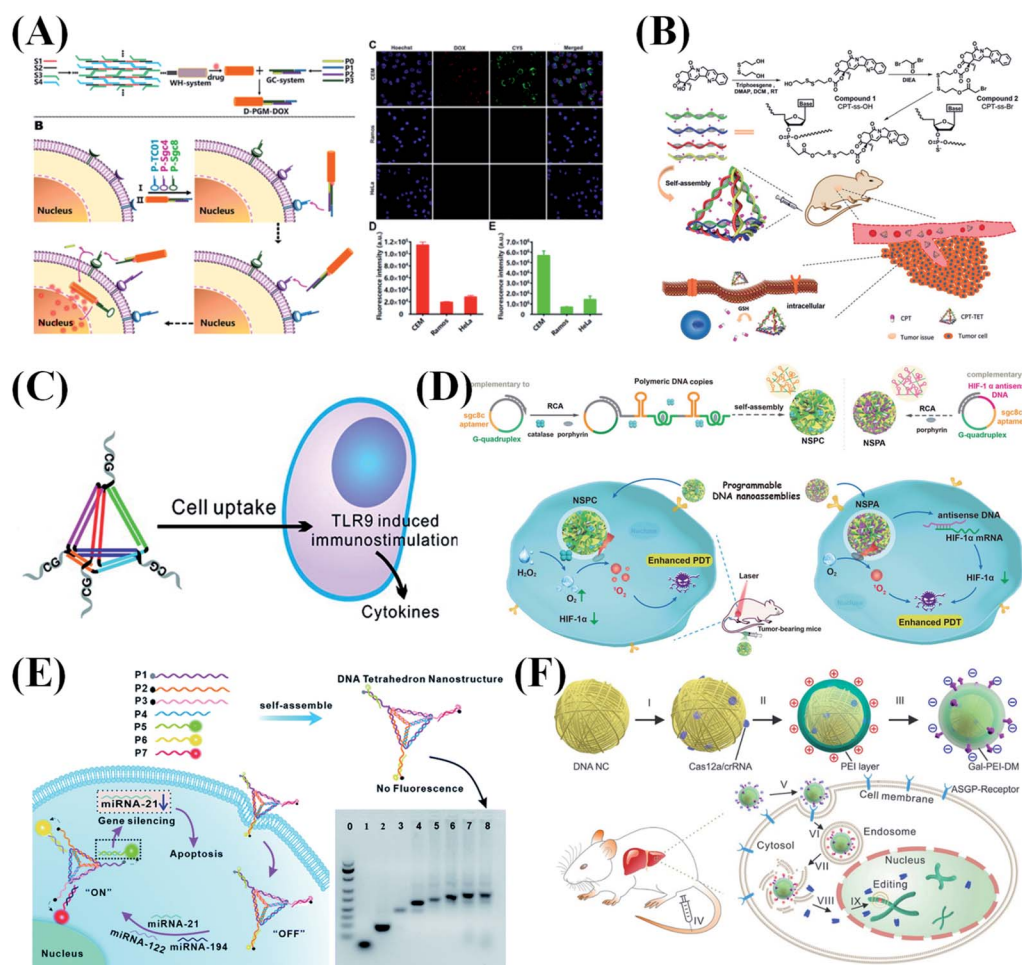 (A)
S1
S2
S3
S4
WH-system
drug
+
GC-system
P0
P1
P2
P3
D-PGM-DOX
B
P-TC01
P-Sgc4
P-Sgc8
I
II
Nucleus
Nucleus
Nucleus
Nucleus
C
Hoechst
DOX
CYS
Merged
CEM
Ramos
HeLa
D
Fluorescence intensity (a.u.)
CEM
Ramos
HeLa
E
Fluorescence intensity (a.u.)
CEM
Ramos
HeLa
(B)
Triphosgene,
DMAP, DCM, RT
Compound 1
CPT-ss-OH
DIEA
Compound 2
CPT-ss-Br
Base
Base
Self-assembly
intracellular
GSH
CPT
CPT-TET
Tumor issue
Tumor cell
(C)
CG
CG
CG
CG
Cell uptake
TLR9 induced
immunostimulation
Cytokines
(D)
complementary to
sgc8c
aptamer
G-quadruplex
RCA
catalase
porphyrin
Polymeric DNA copies
self-assembly
NSPC
NSPA
RCA
porphyrin
complementary
HIF-1 α antisense
DNA
sgc8c
aptamer
G-quadruplex
Programmable
DNA nanoassemblies
NSPC
H2O2
O2
1O2
HIF-1α
Enhanced PDT
Laser
Tumor-bearing mice
NSPA
antisense DNA
HIF-1α mRNA
O2
1O2
HIF-1α
Enhanced PDT
(E)
P1
P2
P3
P4
P5
P6
P7
self-assemble
DNA Tetrahedron Nanostructure
No Fluorescence
miRNA-21
Gene silencing
Apoptosis
"ON"
miRNA-21
miRNA-122
miRNA-194
"OFF"
Nucleus
0 1 2 3 4 5 6 7 8
(F)
DNA NC
I
Cas12a/crRNA
II
PEI layer
III
Gal-PEI-DM
IV
V
Cell membrane
ASGP-Receptor
Cytosol
VI
Endosome
VII
VIII
Nucleus
Editing
IX